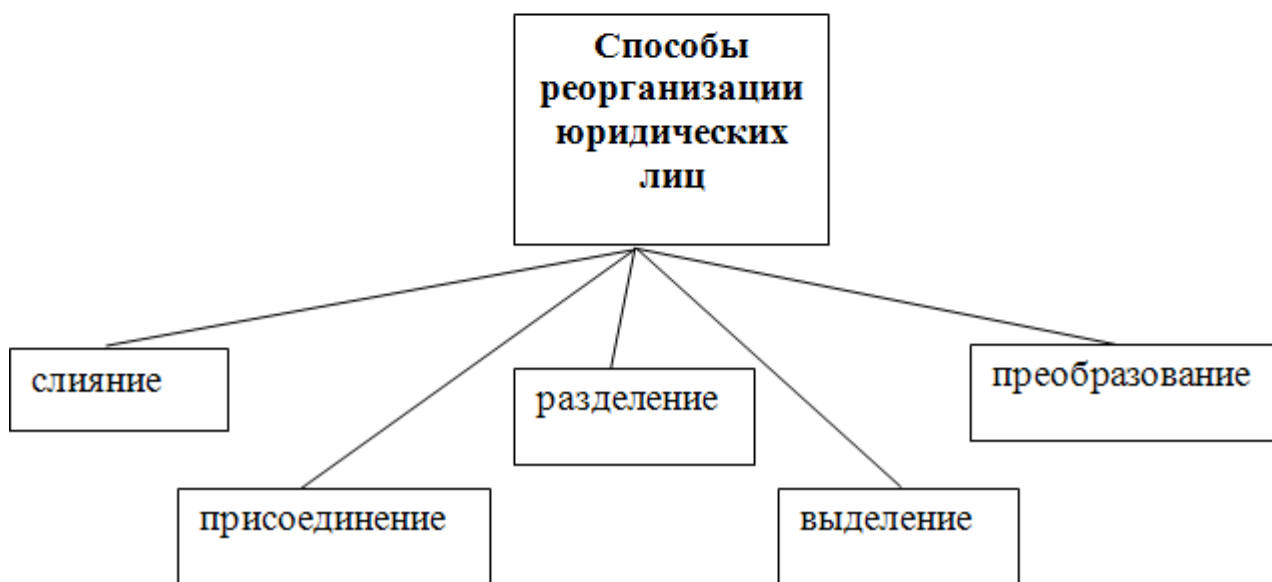 Способы
реорганизации
юридических
лиц
слияние
присоединение
разделение
выделение
преобразование